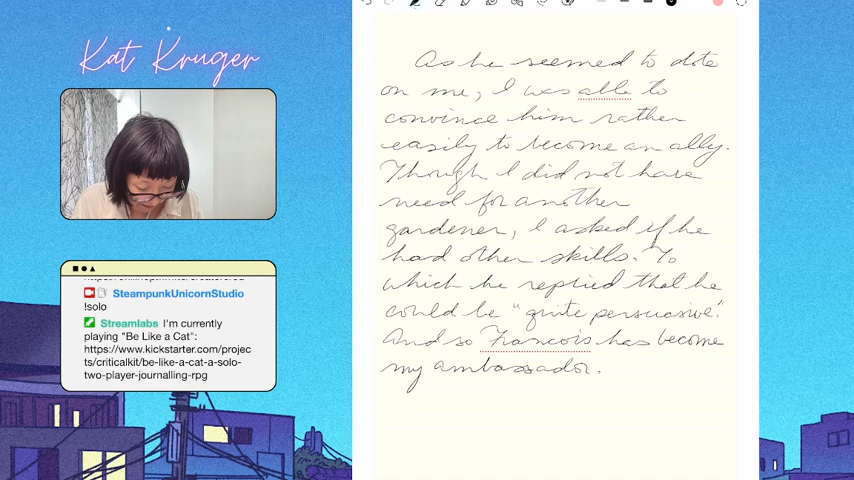 Kat Kruger
SteampunkUnicornStudio
!solo
Streamlabs I'm currently
playing "Be Like a Cat":
https://www.kickstarter.com/projec
ts/criticalkit/be-like-a-cat-a-solo-
two-player-journalling-rpg
As he seemed to dote
on me, I was able to
convince him rather
easily to become an ally.
Though I did not have
need for another
gardener, I asked if he
had other skills. To
which he replied that he
could be "quite persuasive".
And so Francois has become
my ambassador.